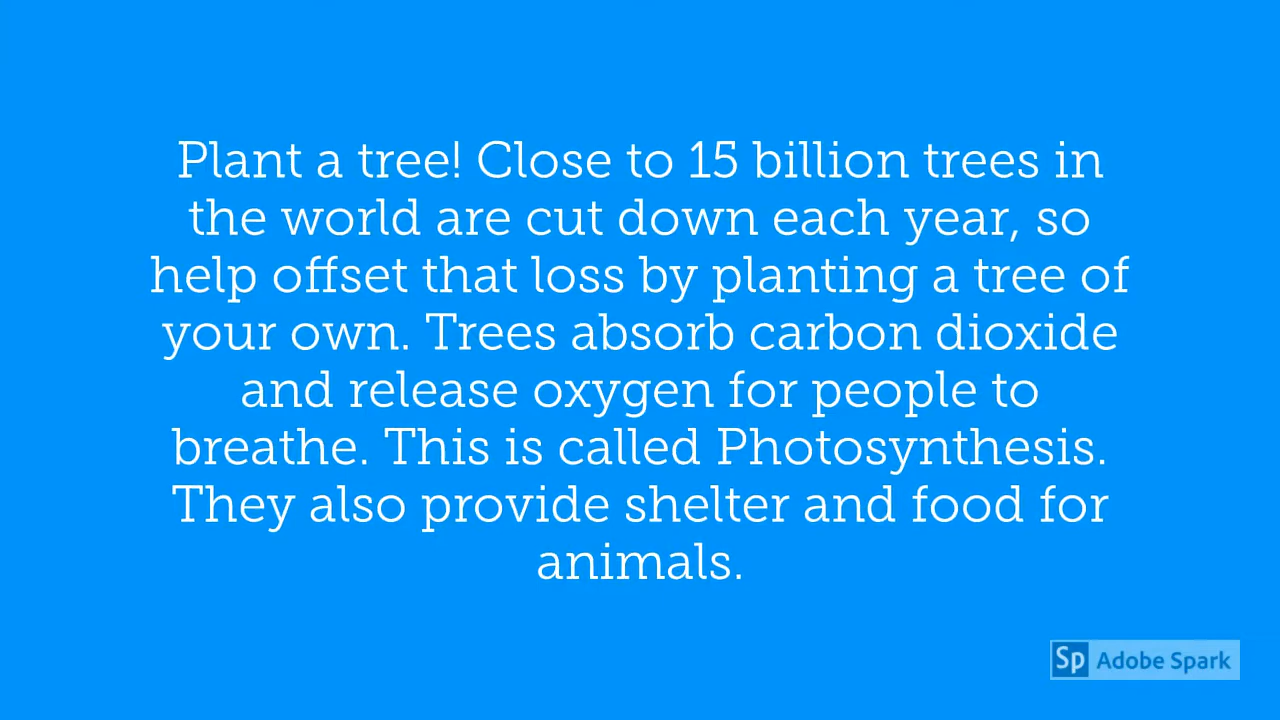 Plant a tree! Close to 15 billion trees in
the world are cut down each year, so
help offset that loss by planting a tree of
your own. Trees absorb carbon dioxide
and release oxygen for people to
breathe. This is called Photosynthesis.
They also provide shelter and food for
animals.
Sp Adobe Spark